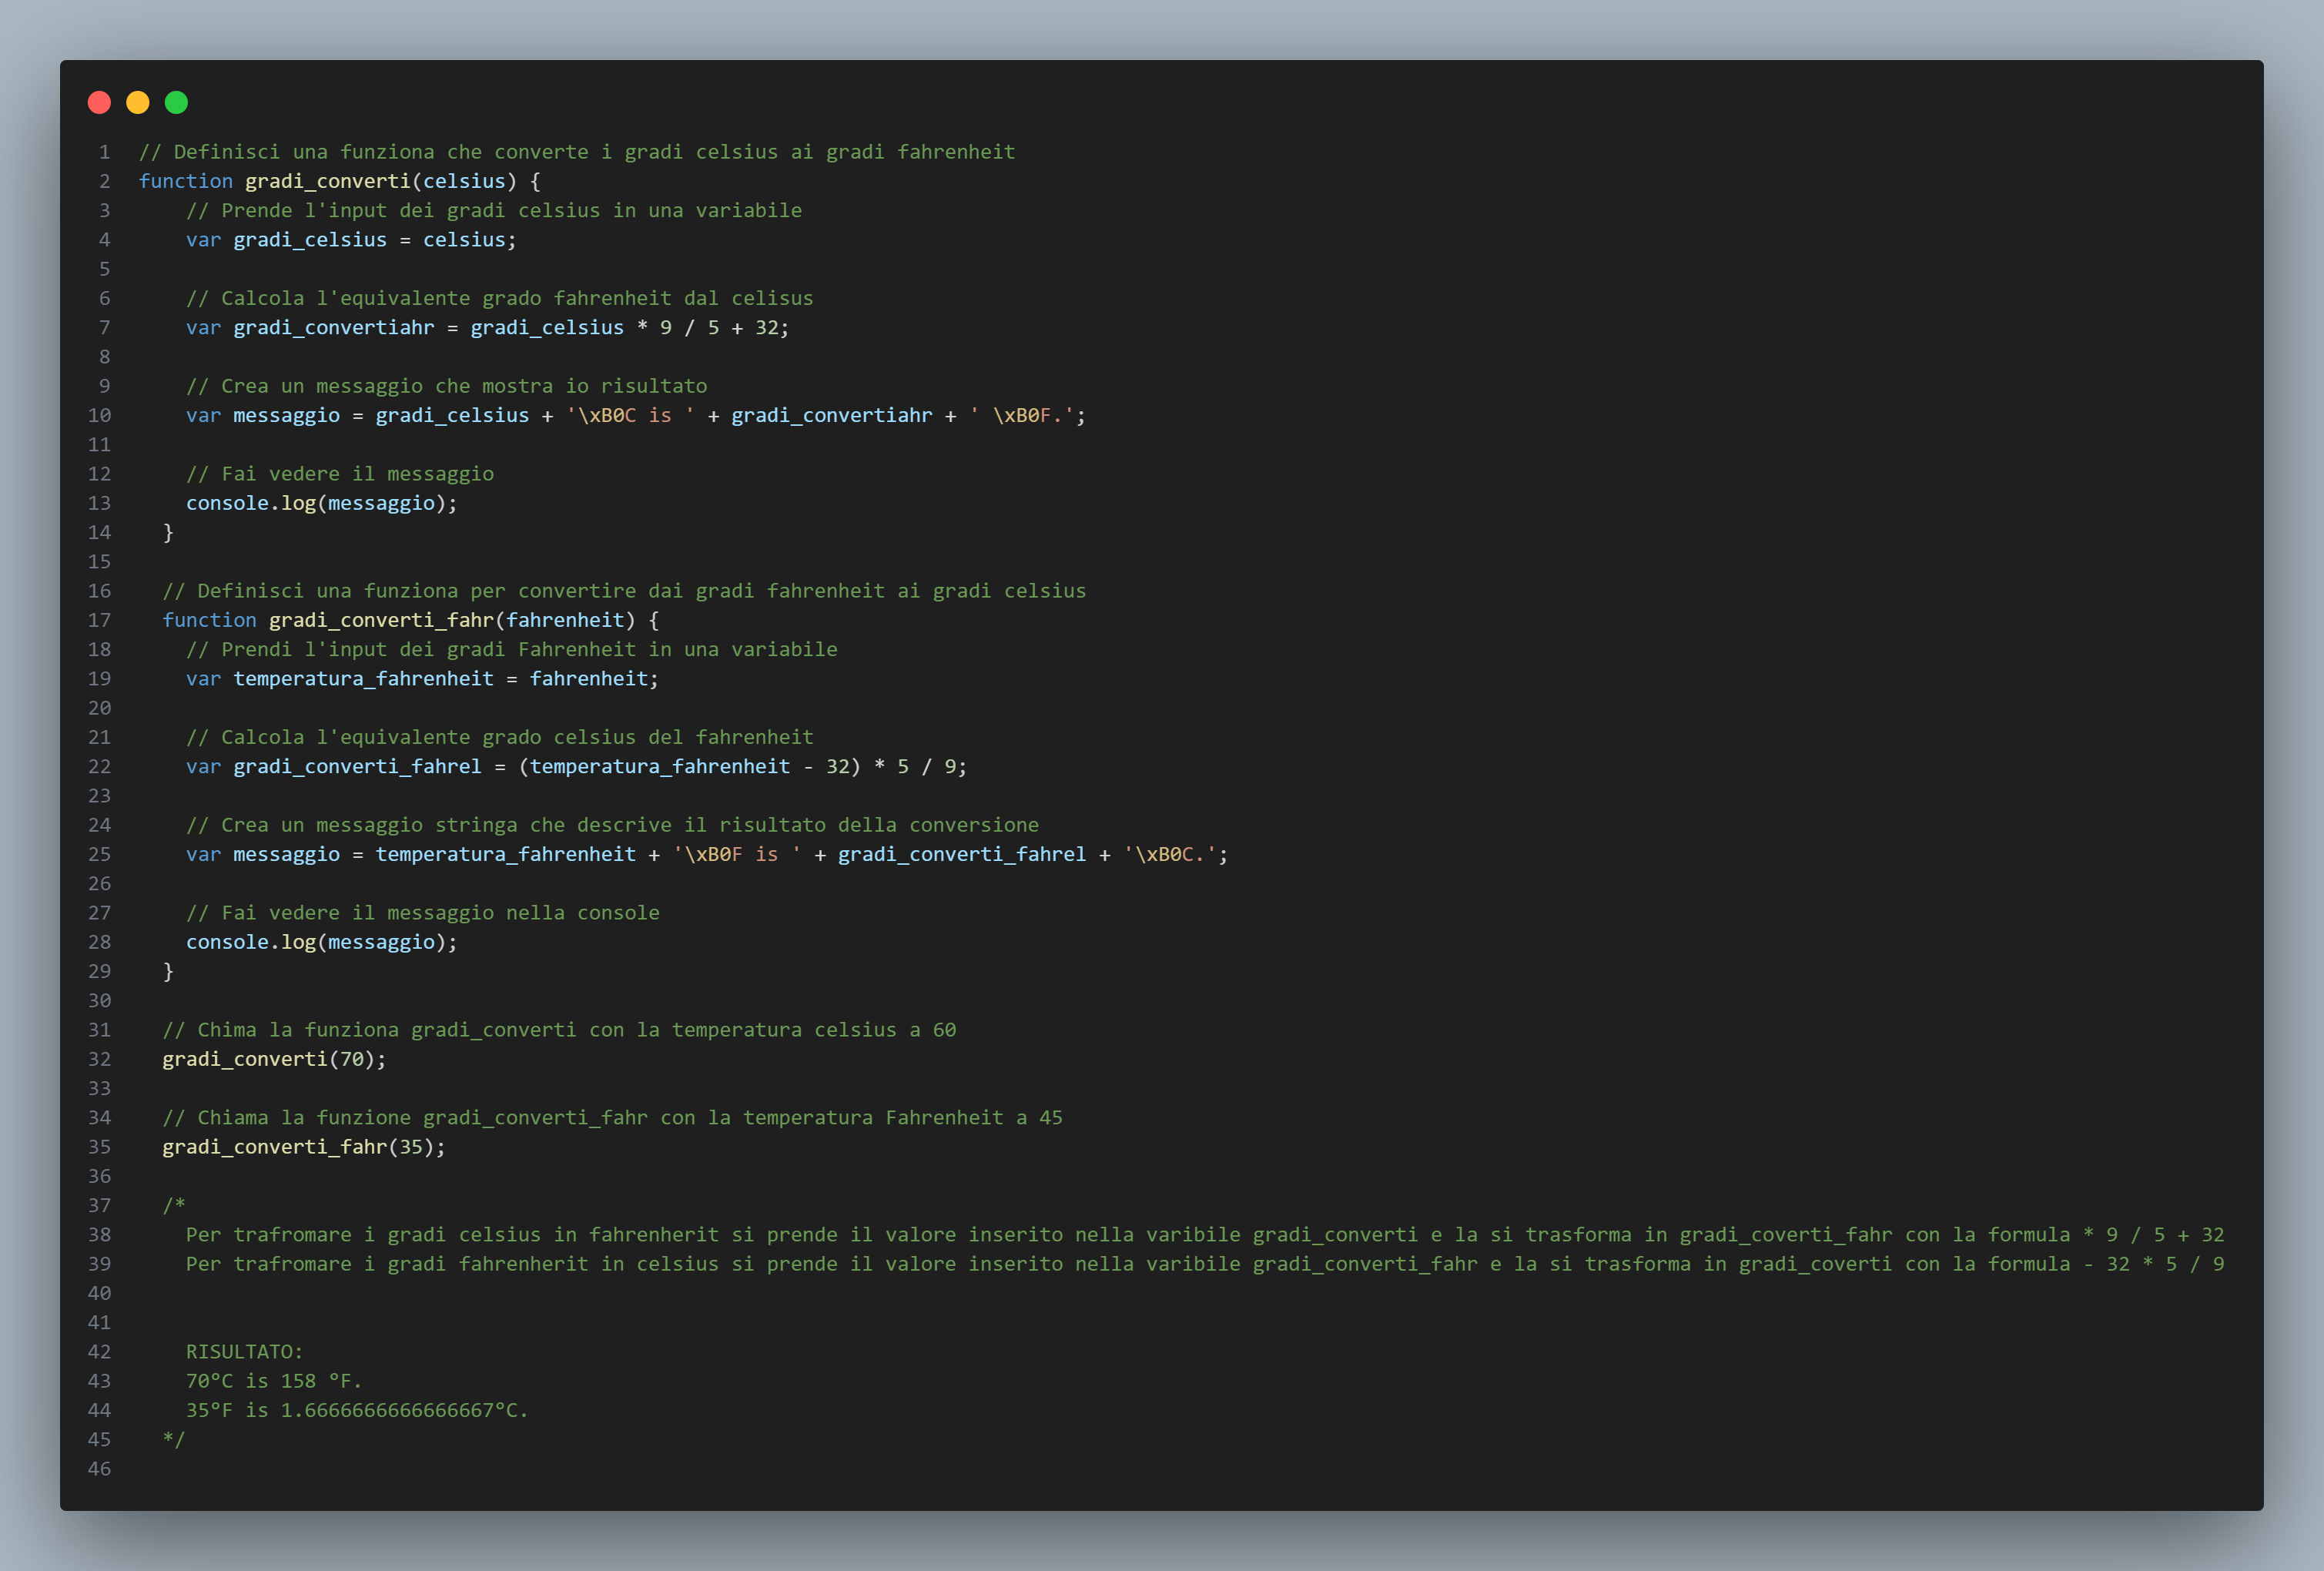 1 // Definisci una funziona che converte i gradi celsius ai gradi fahrenheit
2 function gradi_converti(celsius) {
3 // Prende l'input dei gradi celsius in una variabile
4 var gradi_celsius = celsius;
5
6 // Calcola l'equivalente grado fahrenheit dal celisus
7 var gradi_convertiahr = gradi_celsius * 9 / 5 + 32;
8
9 // Crea un messaggio che mostra io risultato
10 var messaggio = gradi_celsius + '\xB0C is ' + gradi_convertiahr + ' \xB0F.';
11
12 // Fai vedere il messaggio
13 console.log(messaggio);
14 }
15
16 // Definisci una funziona per convertire dai gradi fahrenheit ai gradi celsius
17 function gradi_converti_fahr(fahrenheit) {
18 // Prendi l'input dei gradi Fahrenheit in una variabile
19 var temperatura_fahrenheit = fahrenheit;
20
21 // Calcola l'equivalente grado celsius del fahrenheit
22 var gradi_converti_fahrel = (temperatura_fahrenheit - 32) * 5 / 9;
23
24 // Crea un messaggio stringa che descrive il risultato della conversione
25 var messaggio = temperatura_fahrenheit + '\xB0F is ' + gradi_converti_fahrel + '\xB0C.';
26
27 // Fai vedere il messaggio nella console
28 console.log(messaggio);
29 }
30
31 // Chima la funziona gradi_converti con la temperatura celsius a 60
32 gradi_converti(70);
33
34 // Chiama la funzione gradi_converti_fahr con la temperatura Fahrenheit a 45
35 gradi_converti_fahr(35);
36
37 /*
38 Per trafromare i gradi celsius in fahrenherit si prende il valore inserito nella varibile gradi_converti e la si trasforma in gradi_coverti_fahr con la formula * 9 / 5 + 32
39 Per trafromare i gradi fahrenherit in celsius si prende il valore inserito nella varibile gradi_converti_fahr e la si trasforma in gradi_coverti con la formula - 32 * 5 / 9
40
41
42 RISULTATO:
43 70°C is 158 °F.
44 35°F is 1.6666666666666667°C.
45 */
46